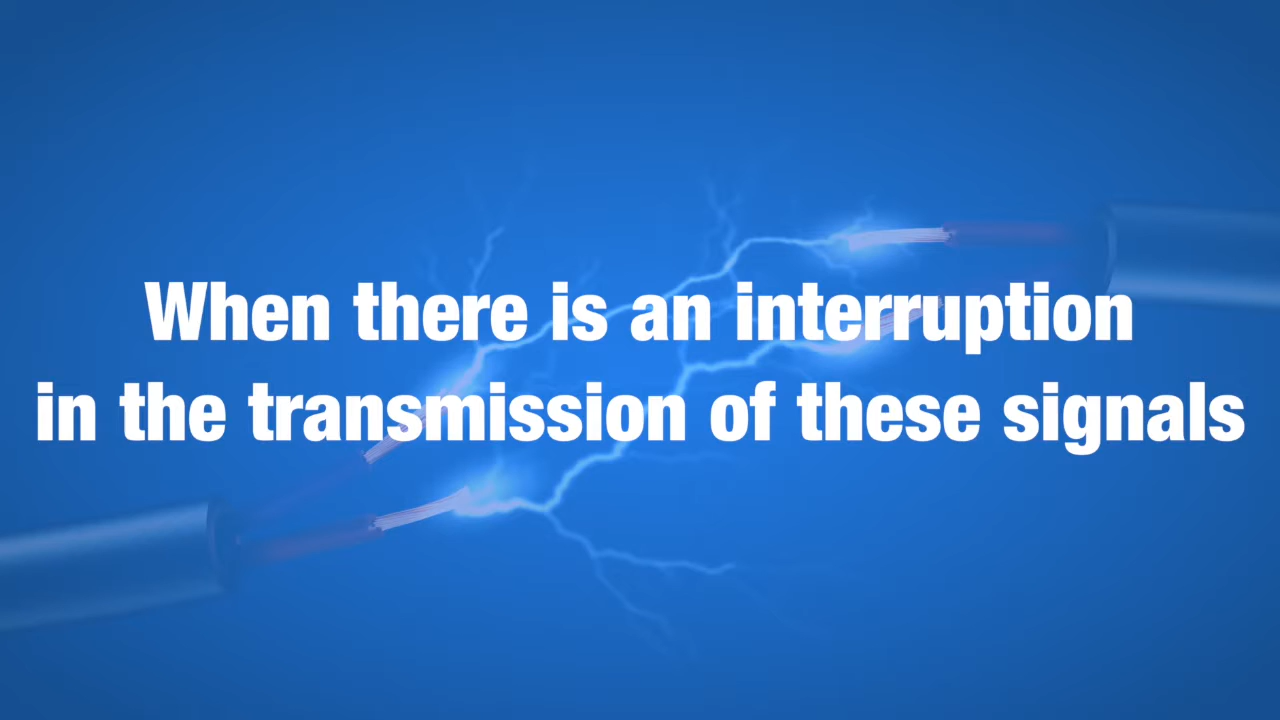 When there is an interruption
in the transmission of these signals